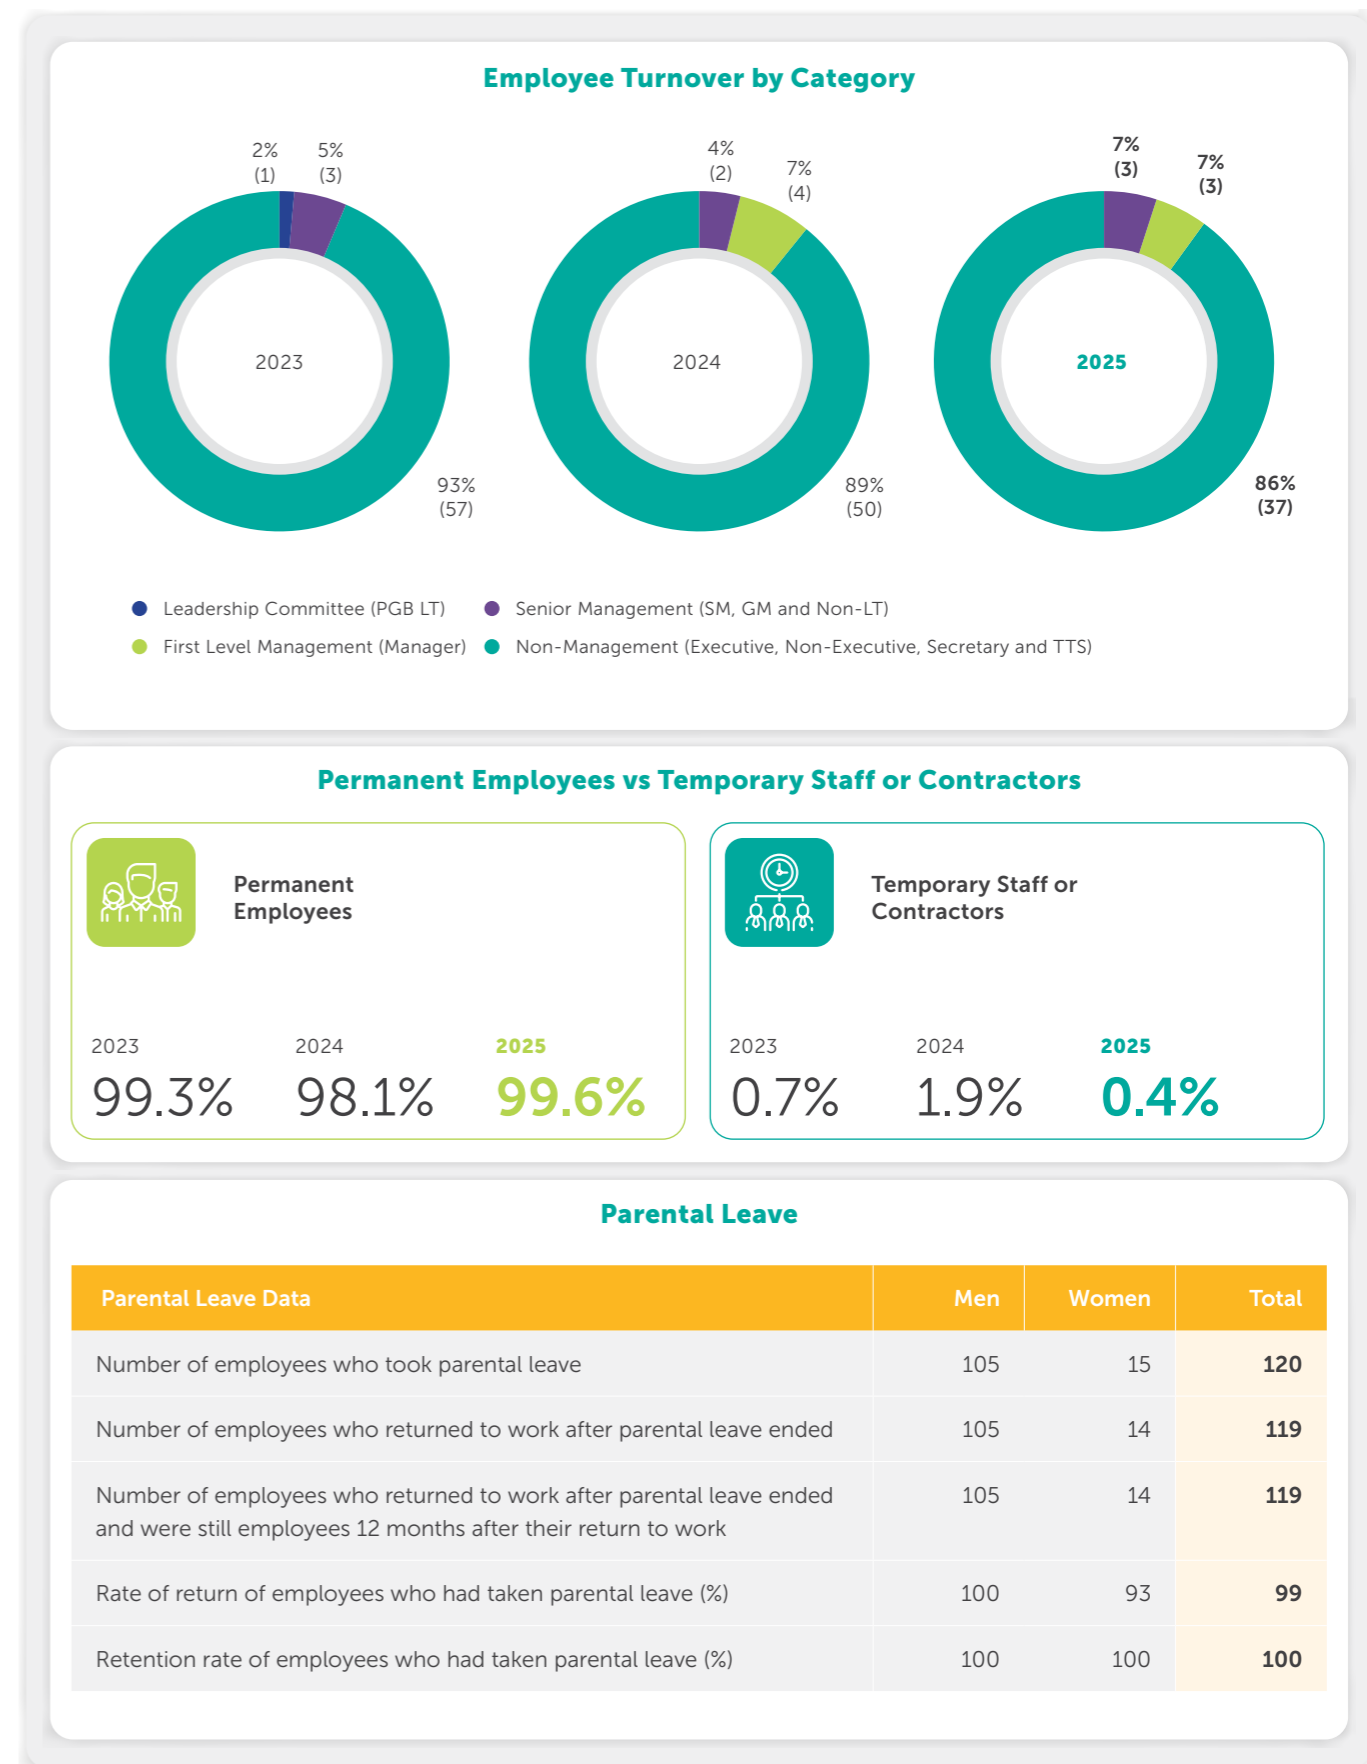 Employee Turnover by Category
2%
(1)
5%
(3)
2023
93%
(57)
4%
(2)
7%
(4)
2024
89%
(50)
7%
(3)
7%
(3)
2025
86%
(37)
Leadership Committee (PGB LT)
Senior Management (SM, GM and Non-LT)
First Level Management (Manager)
Non-Management (Executive, Non-Executive, Secretary and TTS)
Permanent Employees vs Temporary Staff or Contractors
Permanent
Employees
2023 2024 2025
99.3% 98.1% 99.6%
Temporary Staff or
Contractors
2023 2024 2025
0.7% 1.9% 0.4%
Parental Leave
Parental Leave Data Men Women Total
Number of employees who took parental leave 105 15 120
Number of employees who returned to work after parental leave ended 105 14 119
Number of employees who returned to work after parental leave ended 105 14 119
and were still employees 12 months after their return to work
Rate of return of employees who had taken parental leave (%) 100 93 99
Retention rate of employees who had taken parental leave (%) 100 100 100